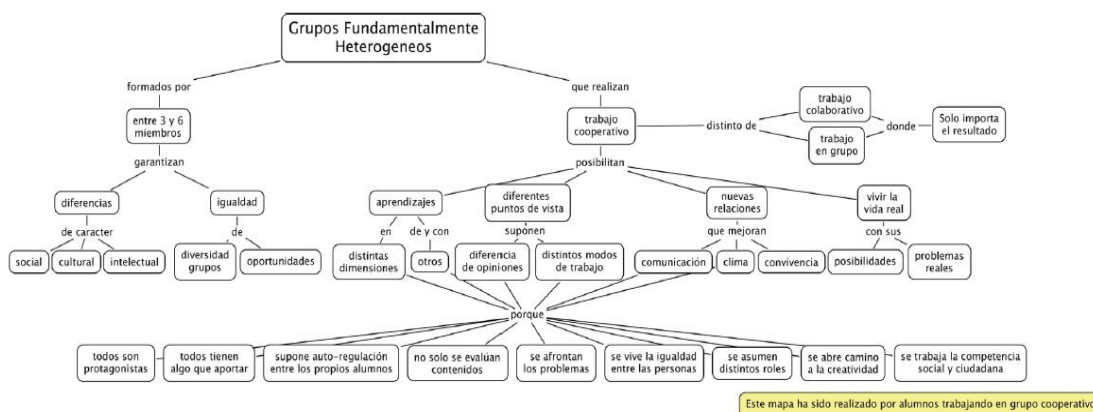 Grupos Fundamentalmente
Heterogeneos
formados por
que realizan
entre 3 y 6
miembros
trabajo
cooperativo
distinto de
trabajo
colaborativo
trabajo
en grupo
donde
Solo importa
el resultado
garantizan
posibilitan
diferencias
igualdad
aprendizajes
diferentes
puntos de vista
nuevas
relaciones
vivir la
vida real
de caracter
de
en
de y con
suponen
que mejoran
con sus
social
cultural
intelectual
diversidad
grupos
oportunidades
distintas
dimensiones
otros
diferencia
de opiniones
distintos modos
de trabajo
comunicación
clima
convivencia
posibilidades
problemas
reales
porque
todos son
protagonistas
todos tienen
algo que aportar
supone auto-regulación
entre los propios alumnos
no solo se evalúan
contenidos
se afrontan
los problemas
se vive la igualdad
entre las personas
se asumen
distintos roles
se abre camino
a la creatividad
se trabaja la competencia
social y ciudadana
Este mapa ha sido realizado por alumnos trabajando en grupo cooperativo